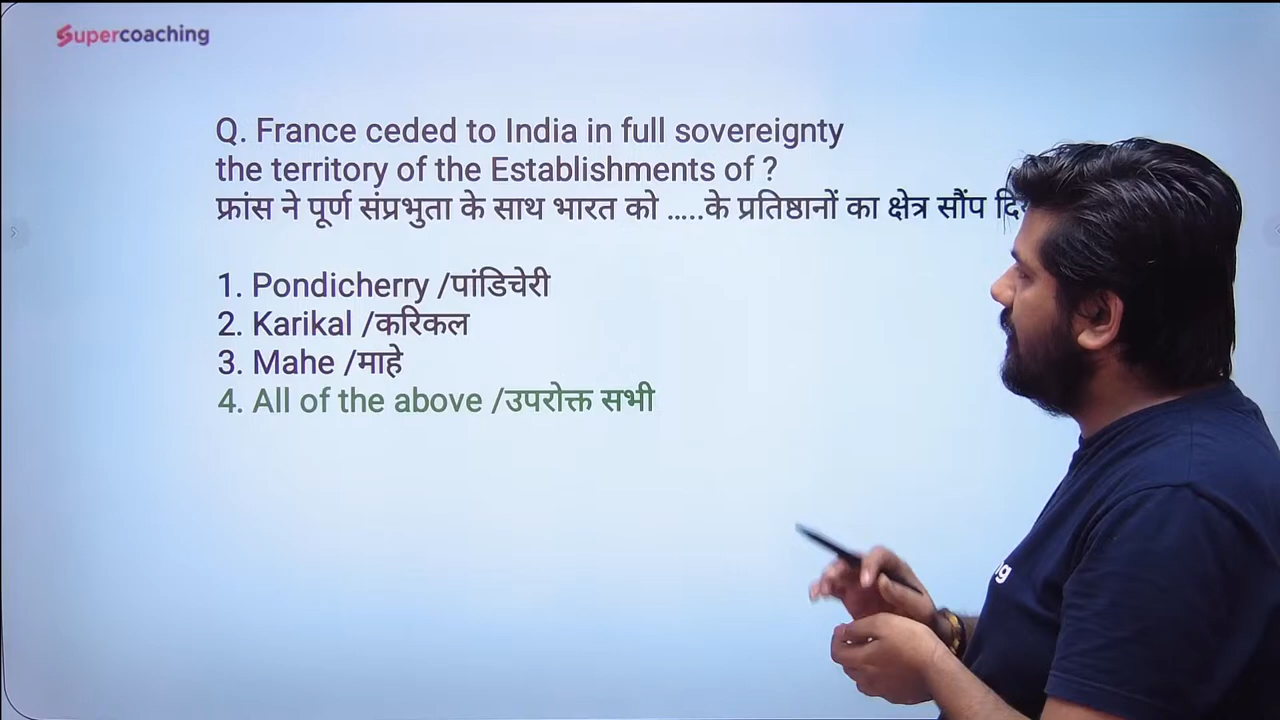 Supercoaching
Q. France ceded to India in full sovereignty
the territory of the Establishments of ?
फ्रांस ने पूर्ण संप्रभुता के साथ भारत को .....के प्रतिष्ठानों का क्षेत्र सौंप
1. Pondicherry /पांडिचेरी
2. Karikal /करिकल
3. Mahe /माहे
4. All of the above /उपरोक्त सभी